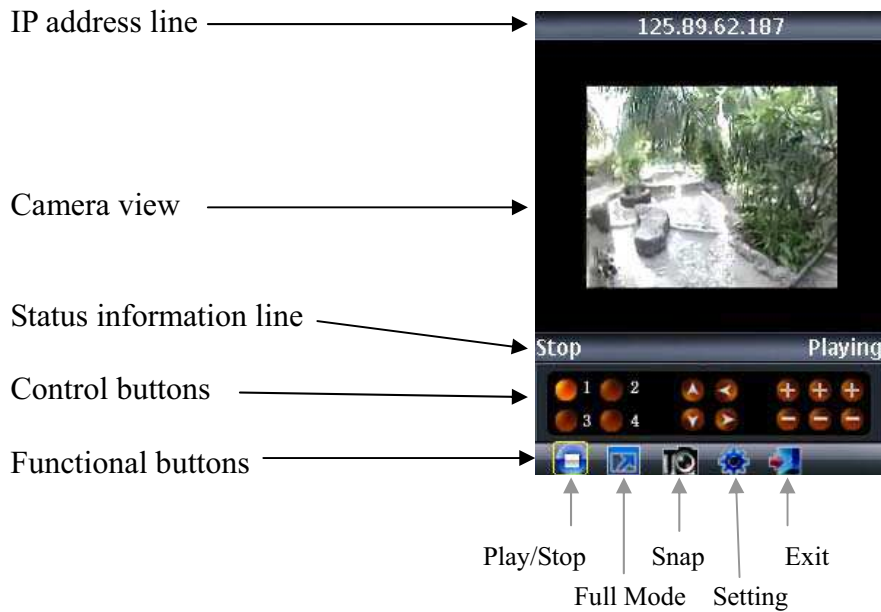 IP address line
125.89.62.187
Camera view
Status information line
Stop Playing
Control buttons
1 2
3 4
Functional buttons
Play/Stop Snap Exit
Full Mode Setting